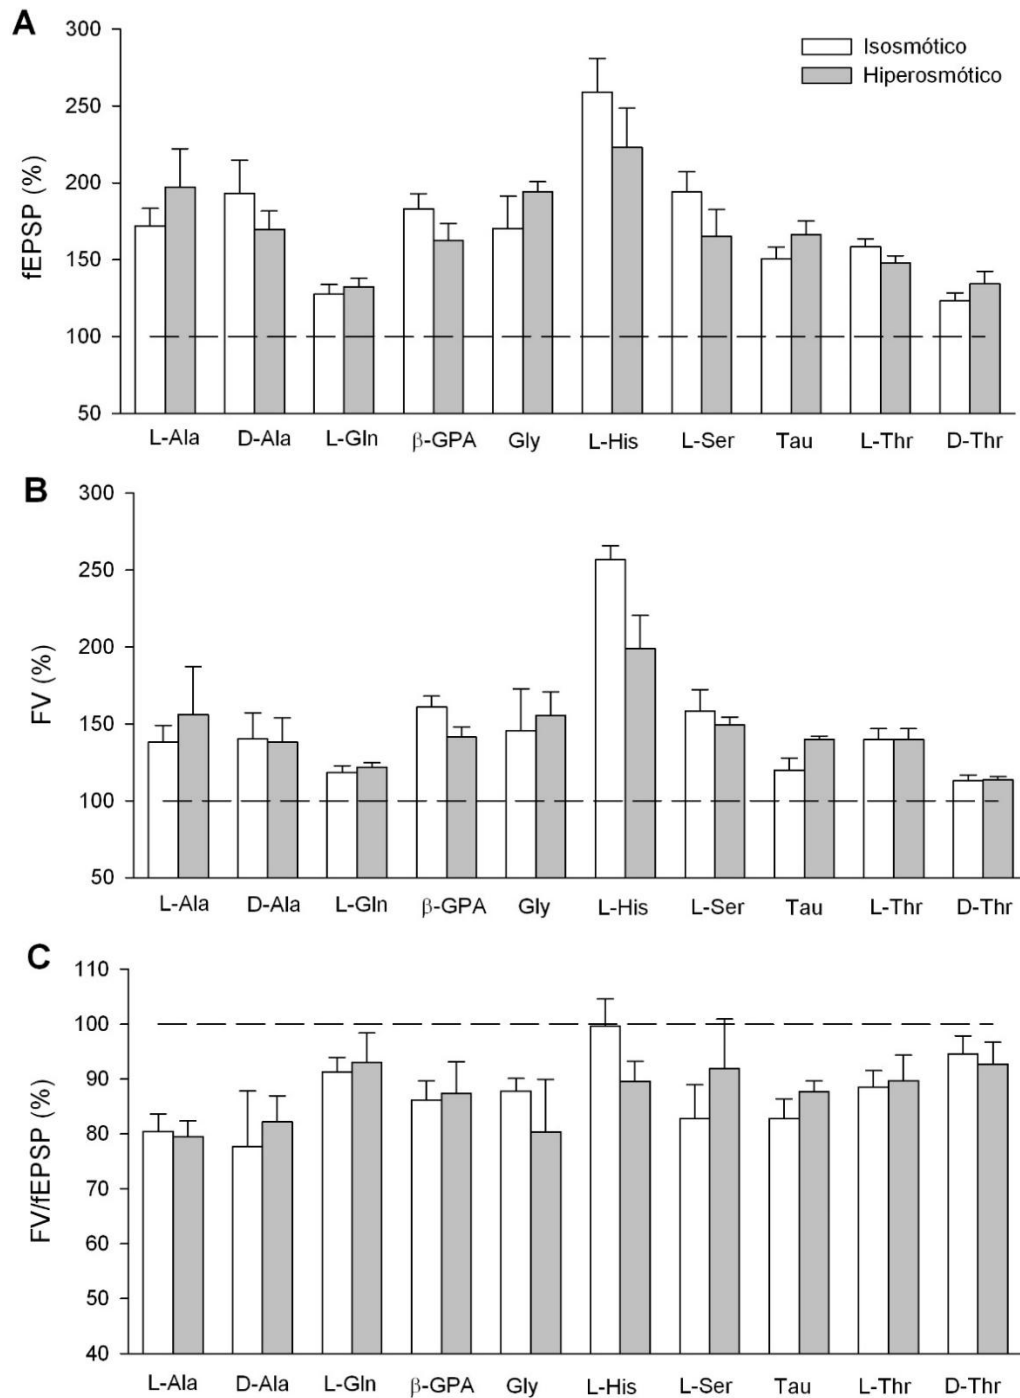 A
Isosmótico
Hiperosmótico
fEPSP (%)
300
250
200
150
100
50
L-Ala D-Ala L-Gln β-GPA Gly L-His L-Ser Tau L-Thr D-Thr
B
FV (%)
300
250
200
150
100
50
L-Ala D-Ala L-Gln β-GPA Gly L-His L-Ser Tau L-Thr D-Thr
C
FV/fEPSP (%)
110
100
90
80
70
60
50
40
L-Ala D-Ala L-Gln β-GPA Gly L-His L-Ser Tau L-Thr D-Thr